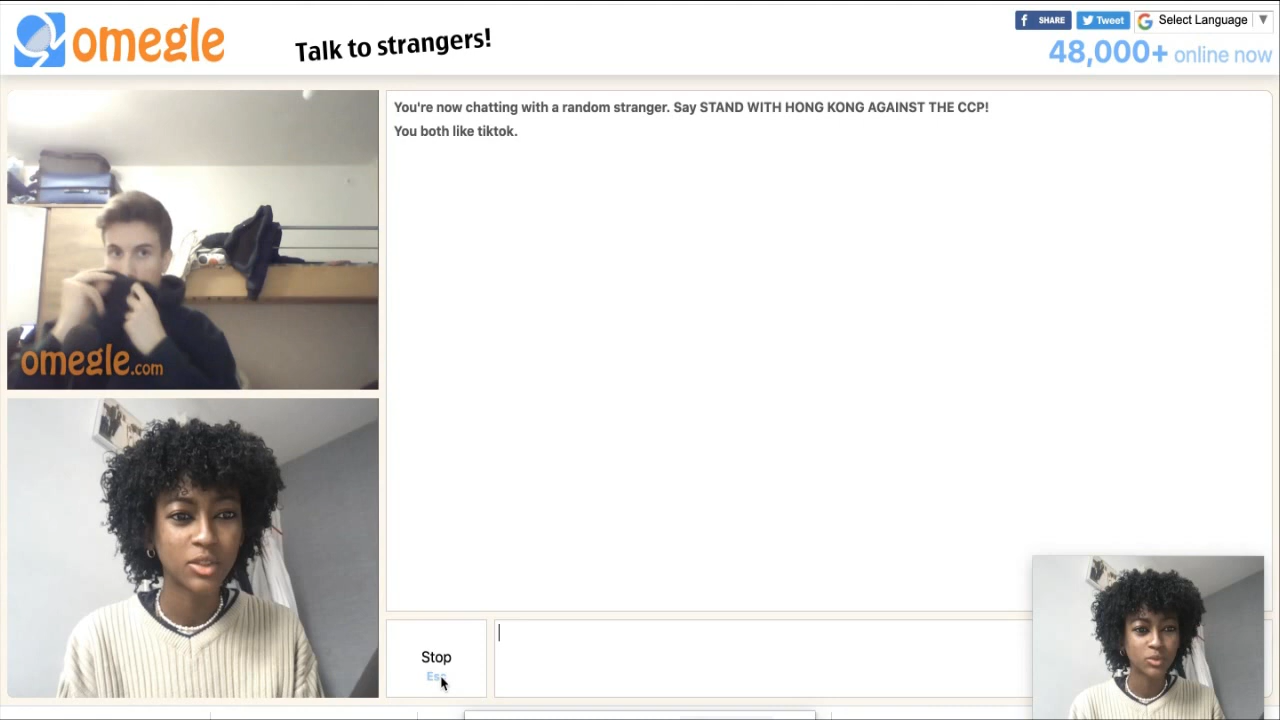 omegle
Talk to strangers!
f SHARE
Tweet
Select Language ▼
48,000+ online now
You're now chatting with a random stranger. Say STAND WITH HONG KONG AGAINST THE CCP!
You both like tiktok.
omegle.com
Stop